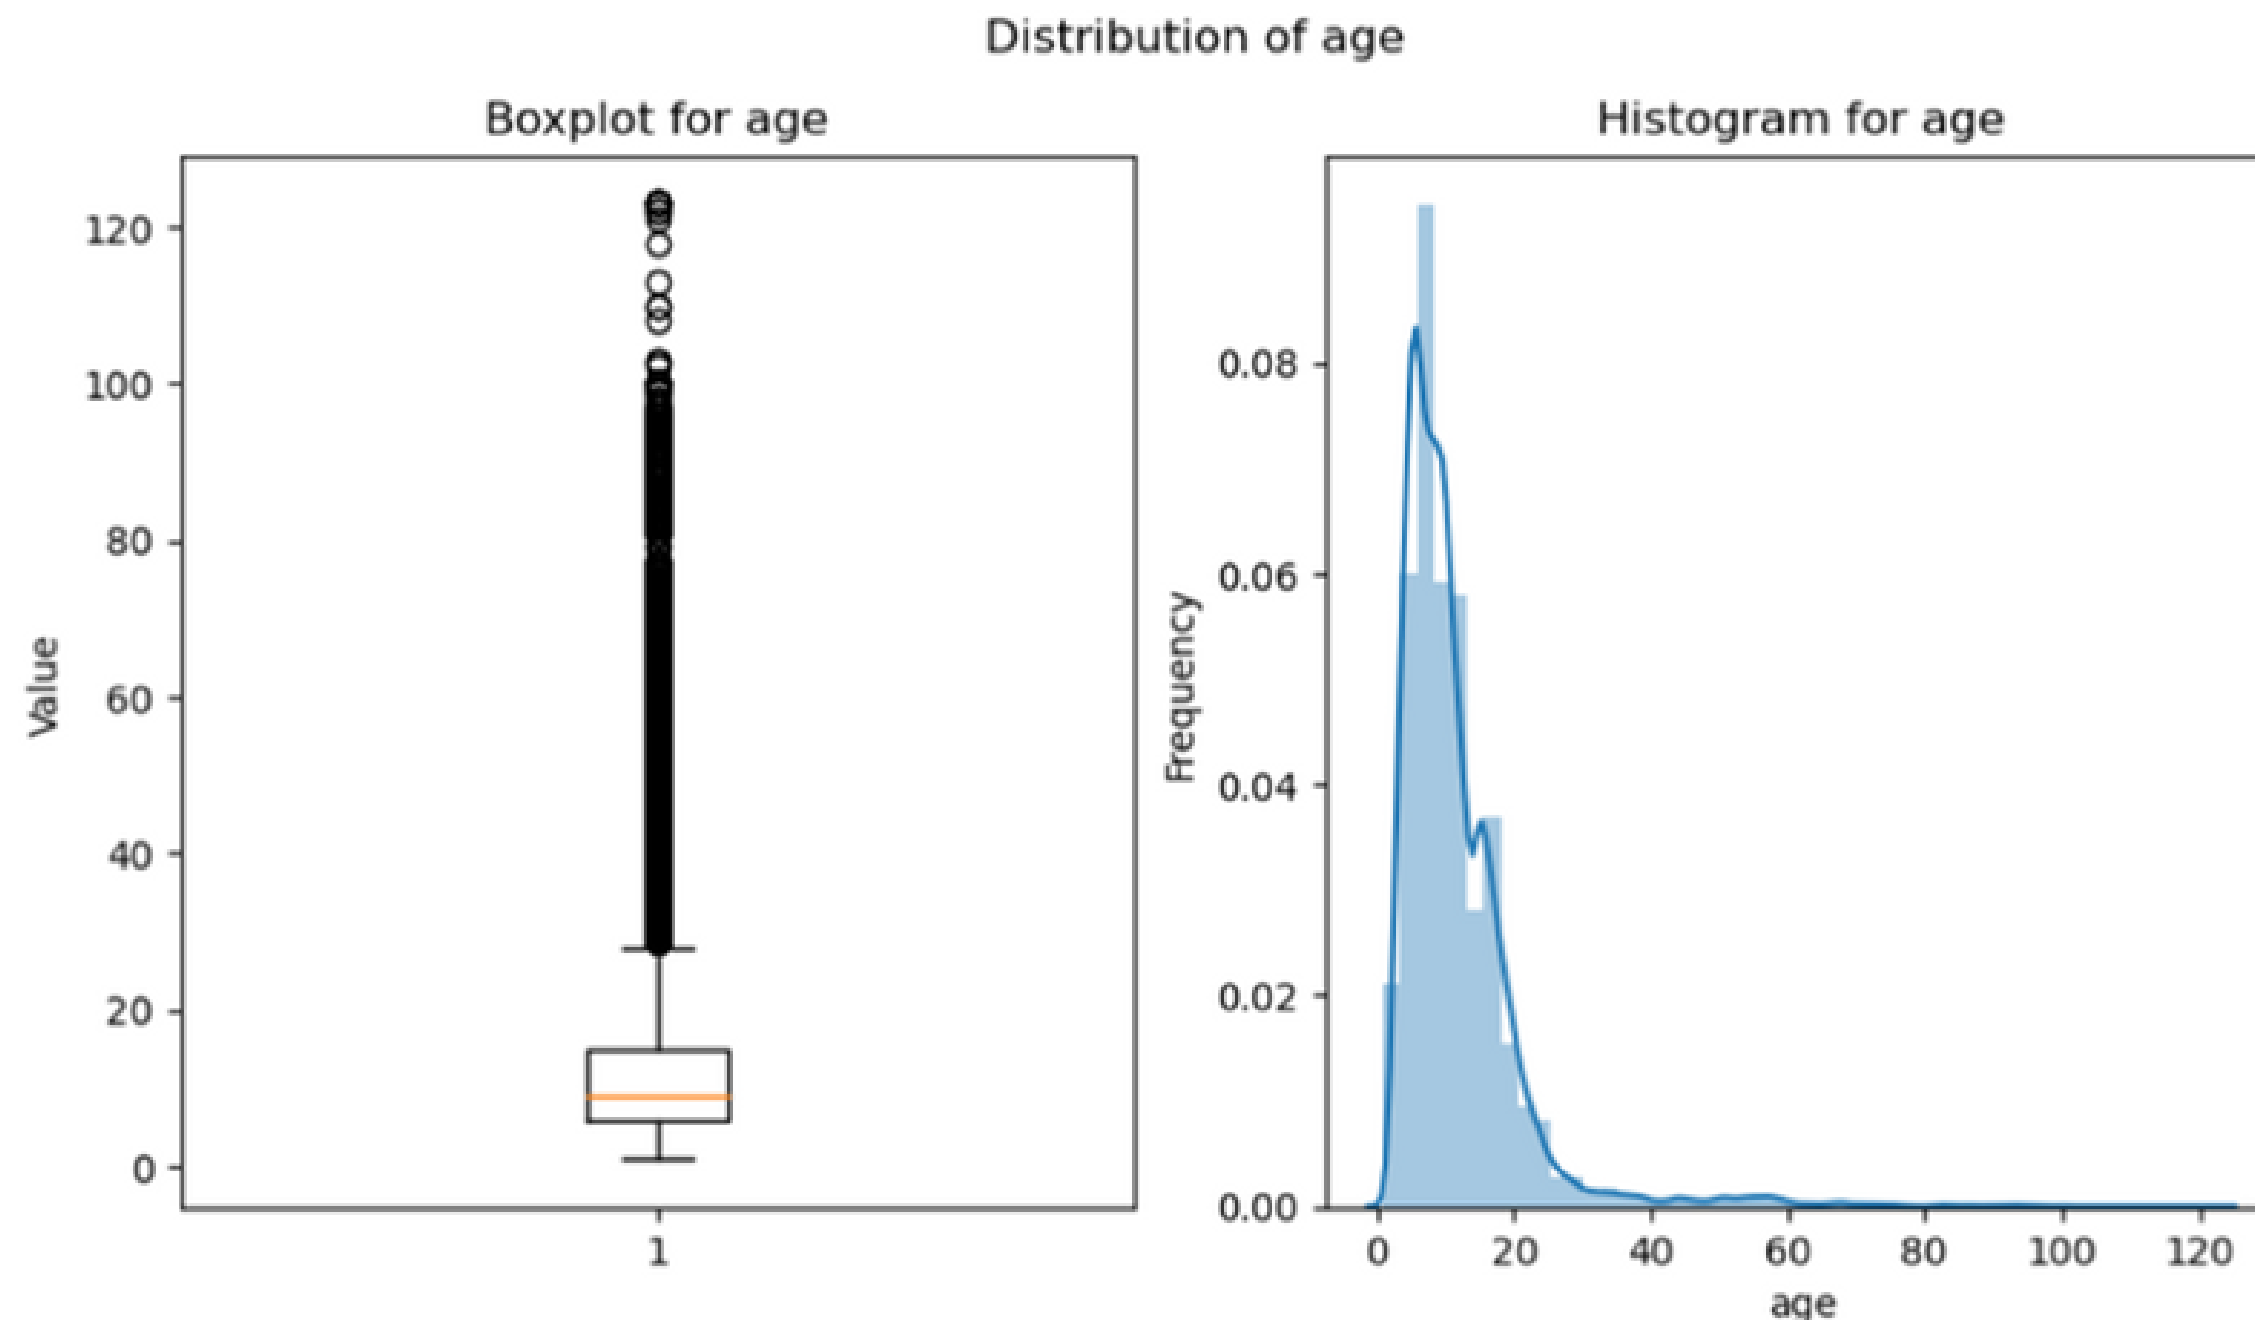 Distribution of age
Boxplot for age
Value
120
100
80
60
40
20
0
1
Histogram for age
Frequency
0.08
0.06
0.04
0.02
0.00
0 20 40 60 80 100 120
age